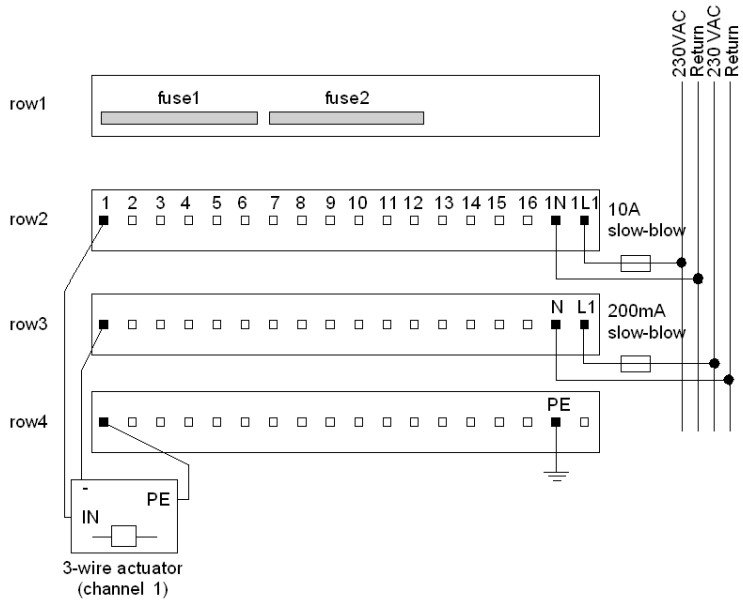 230VAC
Return
230 VAC
Return
row1
fuse1 fuse2
row2
1 2 3 4 5 6 7 8 9 10 11 12 13 14 15 16 1N 1L1
10A
slow-blow
row3
N L1
200mA
slow-blow
row4
PE
-
PE
IN
3-wire actuator
(channel 1)